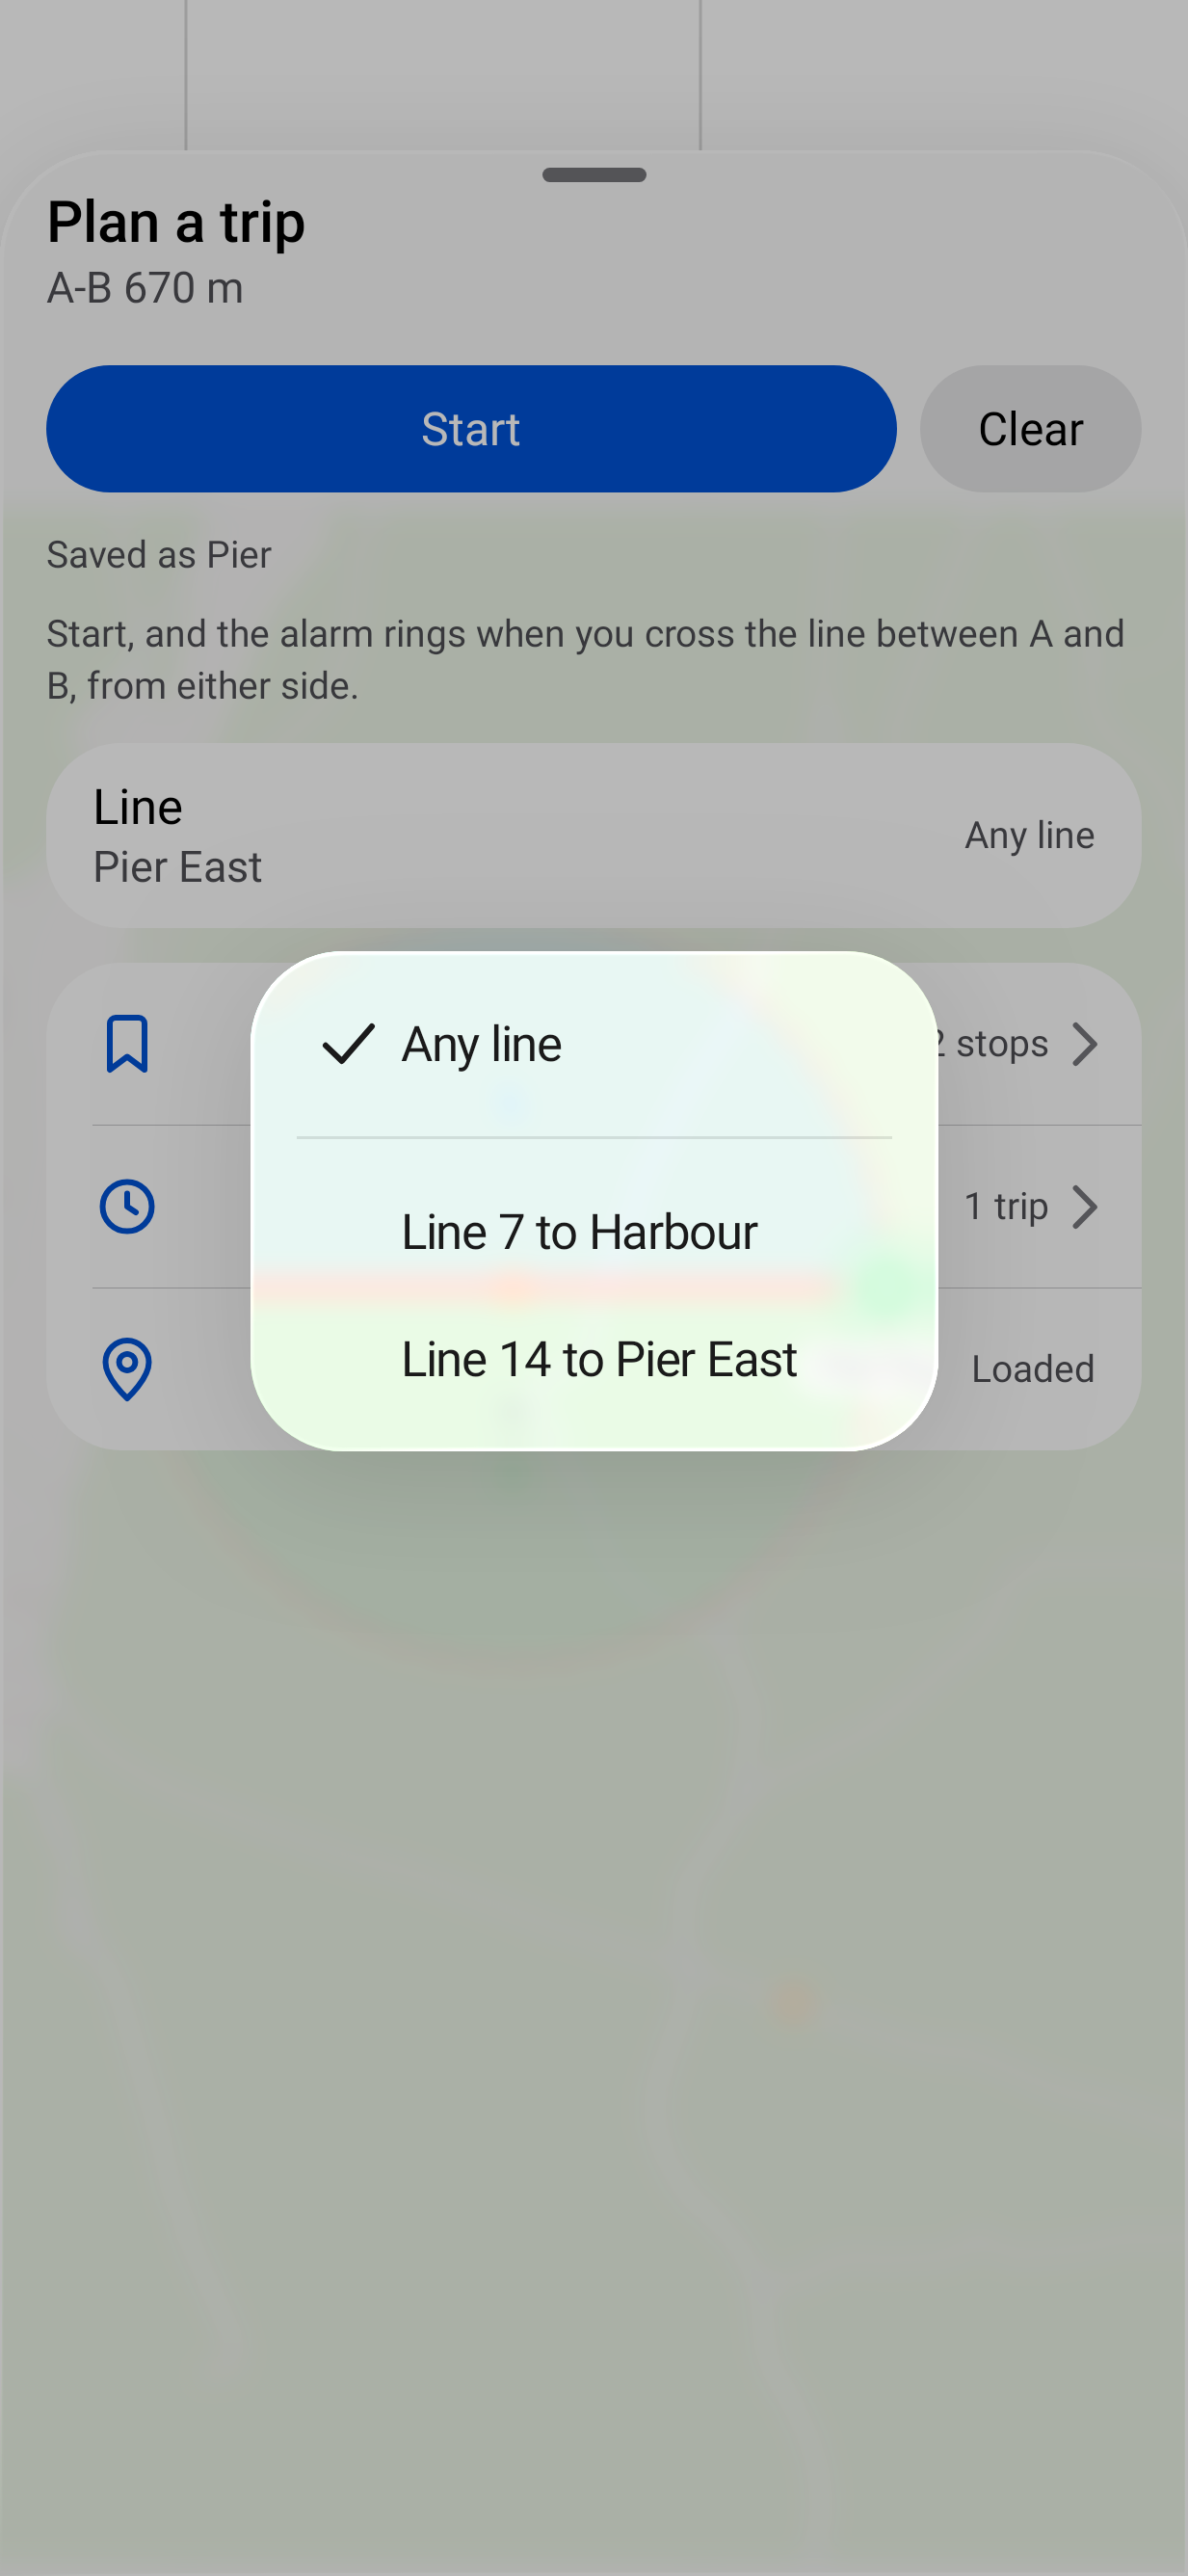 Plan a trip
A-B 670 m
Start
Clear
Saved as Pier
Start, and the alarm rings when you cross the line between A and
B, from either side.
Line
Pier East
Any line
Any line
stops
Line 7 to Harbour
1 trip
Line 14 to Pier East
Loaded